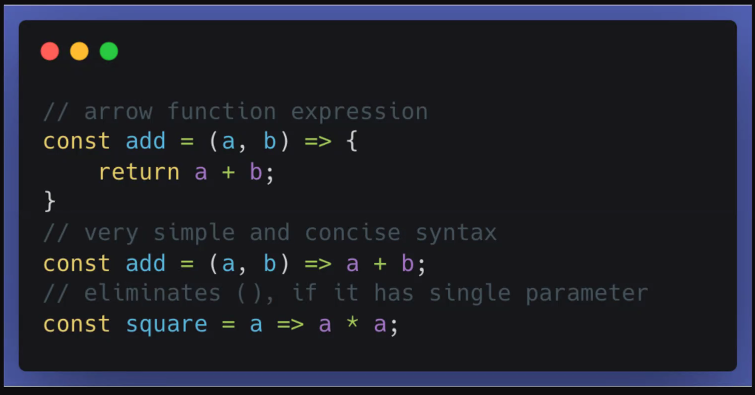 // arrow function expression
const add = (a, b) => {
    return a + b;
}
// very simple and concise syntax
const add = (a, b) => a + b;
// eliminates (), if it has single parameter
const square = a => a * a;